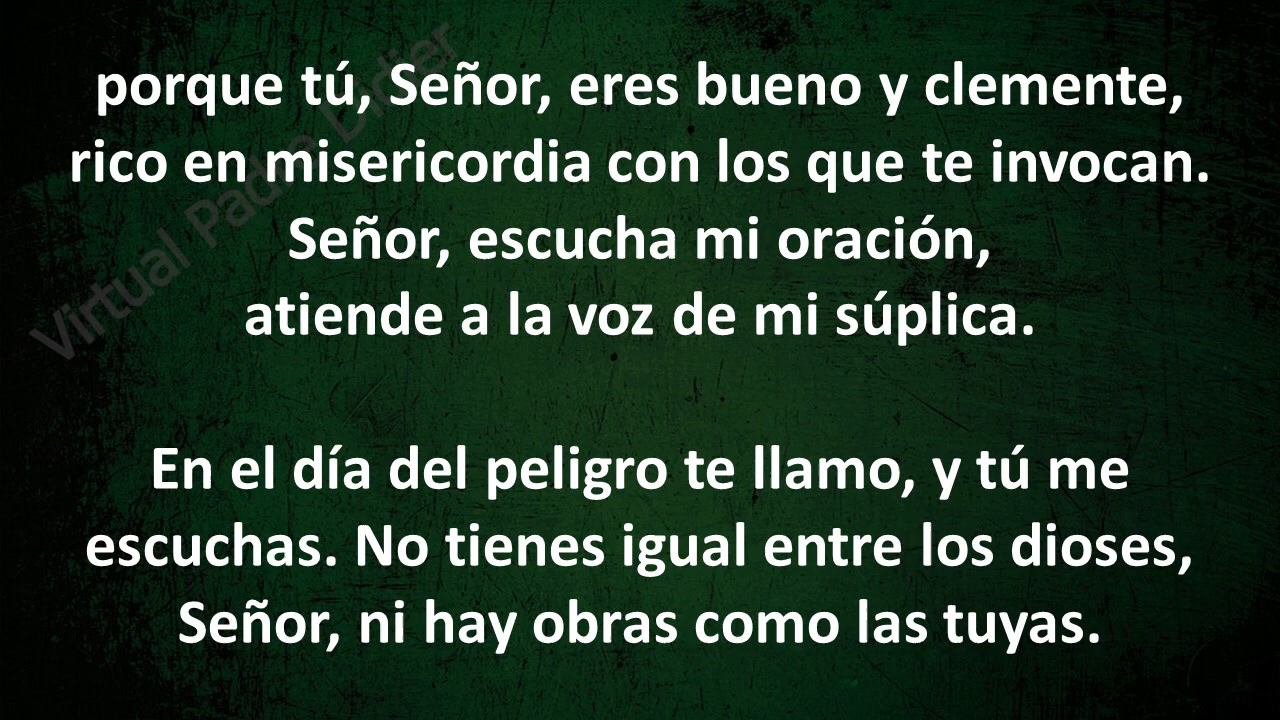 porque tú, Señor, eres bueno y clemente,
rico en misericordia con los que te invocan.
Señor, escucha mi oración,
atiende a la voz de mi súplica.
En el día del peligro te llamo, y tú me
escuchas. No tienes igual entre los dioses,
Señor, ni hay obras como las tuyas.
Virtual Padre